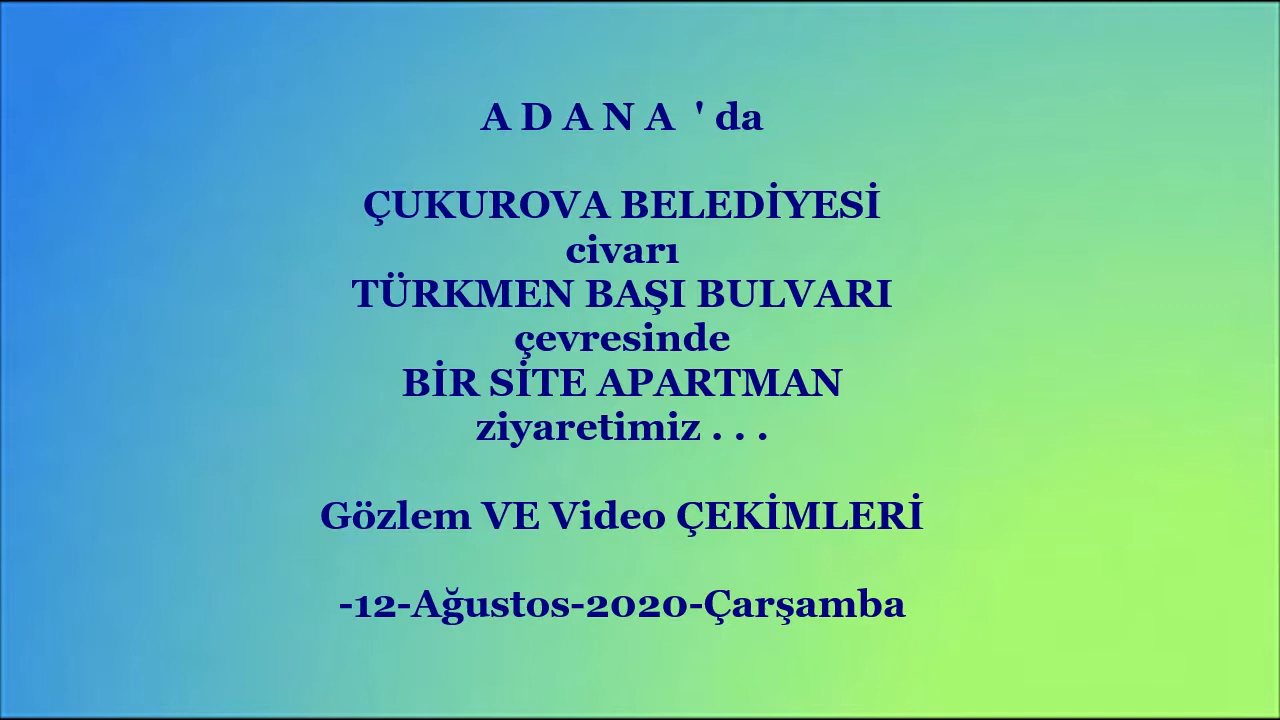 A D A N A ' da
ÇUKUROVA BELEDİYESİ
civarı
TÜRKMEN BAŞI BULVARI
çevresinde
BİR SİTE APARTMAN
ziyaretimiz . . .
Gözlem VE Video ÇEKİMLERİ
-12-Ağustos-2020-Çarşamba